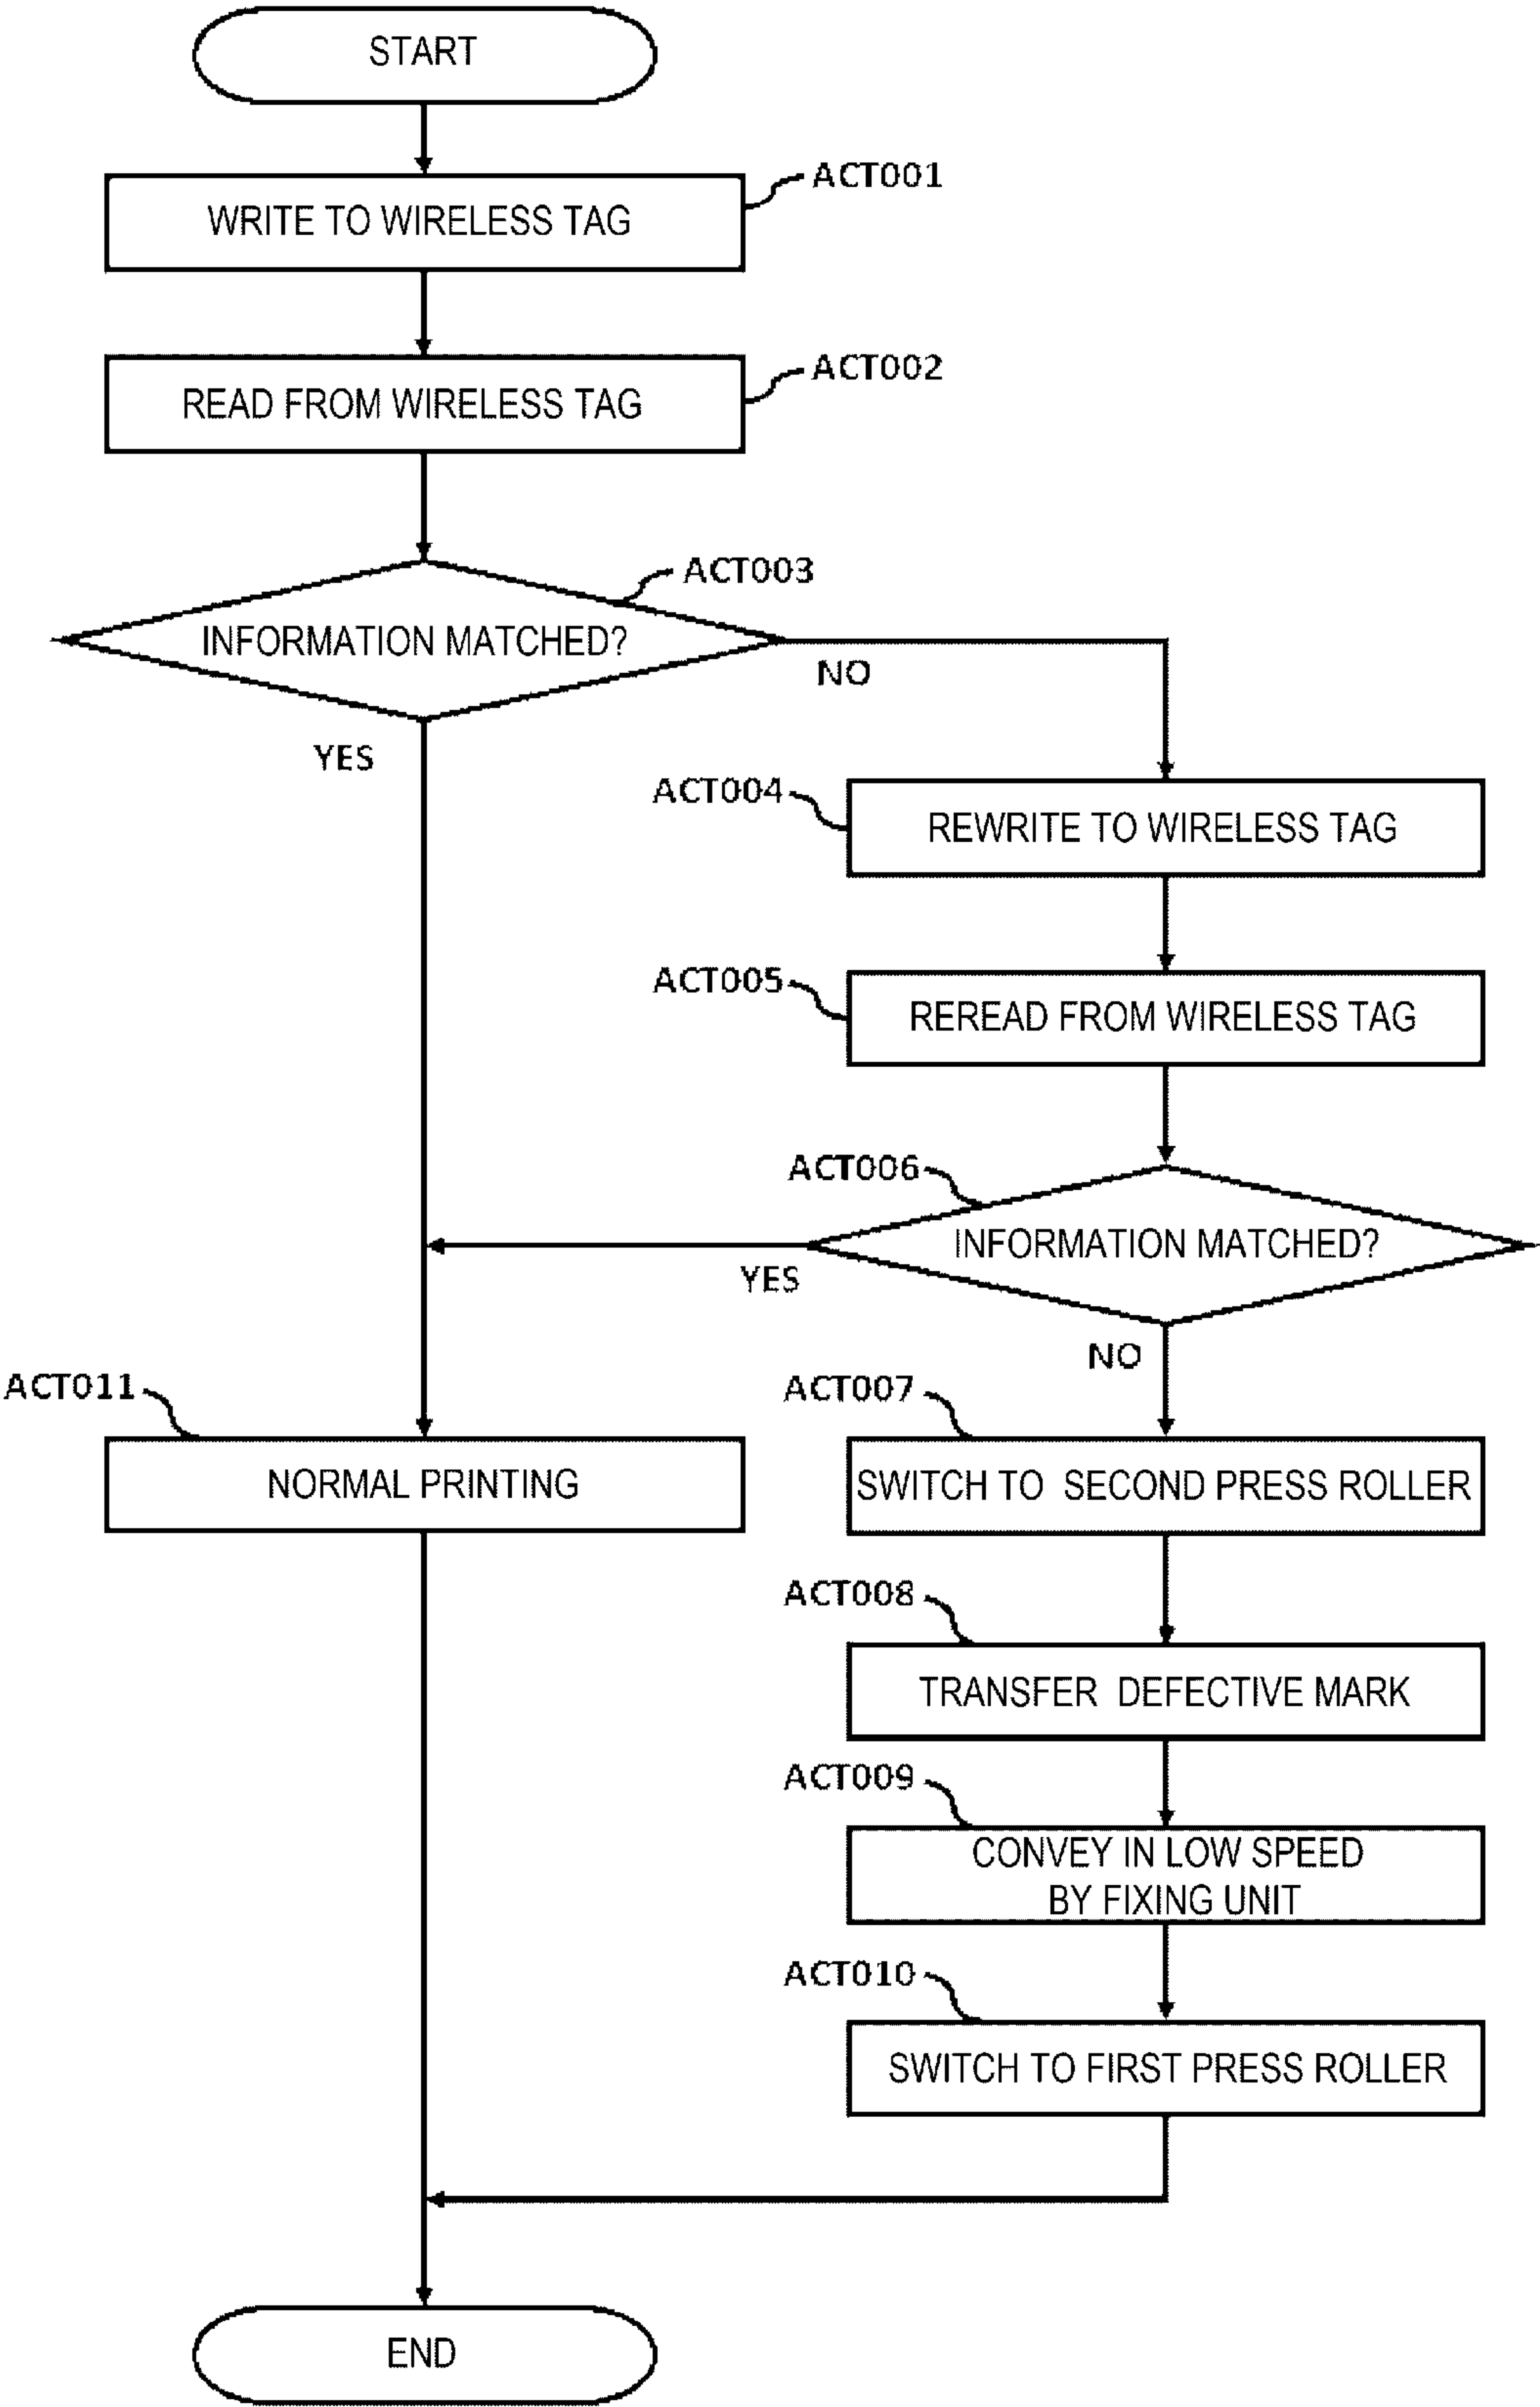 START
ACT001
WRITE TO WIRELESS TAG
ACT002
READ FROM WIRELESS TAG
ACT003
INFORMATION MATCHED?
NO
YES
ACT004
REWRITE TO WIRELESS TAG
ACT005
REREAD FROM WIRELESS TAG
ACT006
INFORMATION MATCHED?
YES
NO
ACT011
NORMAL PRINTING
ACT007
SWITCH TO SECOND PRESS ROLLER
ACT008
TRANSFER DEFECTIVE MARK
ACT009
CONVEY IN LOW SPEED
BY FIXING UNIT
ACT010
SWITCH TO FIRST PRESS ROLLER
END